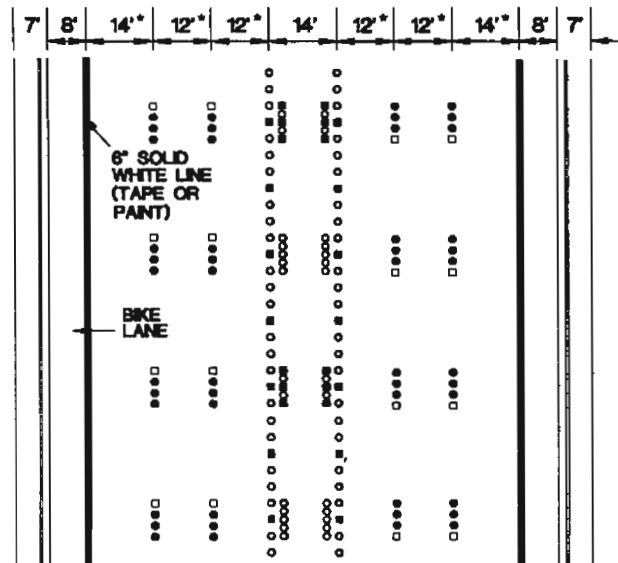 7' 8' 14'* 12'* 12'* 14' 12'* 12'* 14'* 8' 7'
6" SOLID
WHITE LINE
(TAPE OR
PAINT)
BIKE
LANE